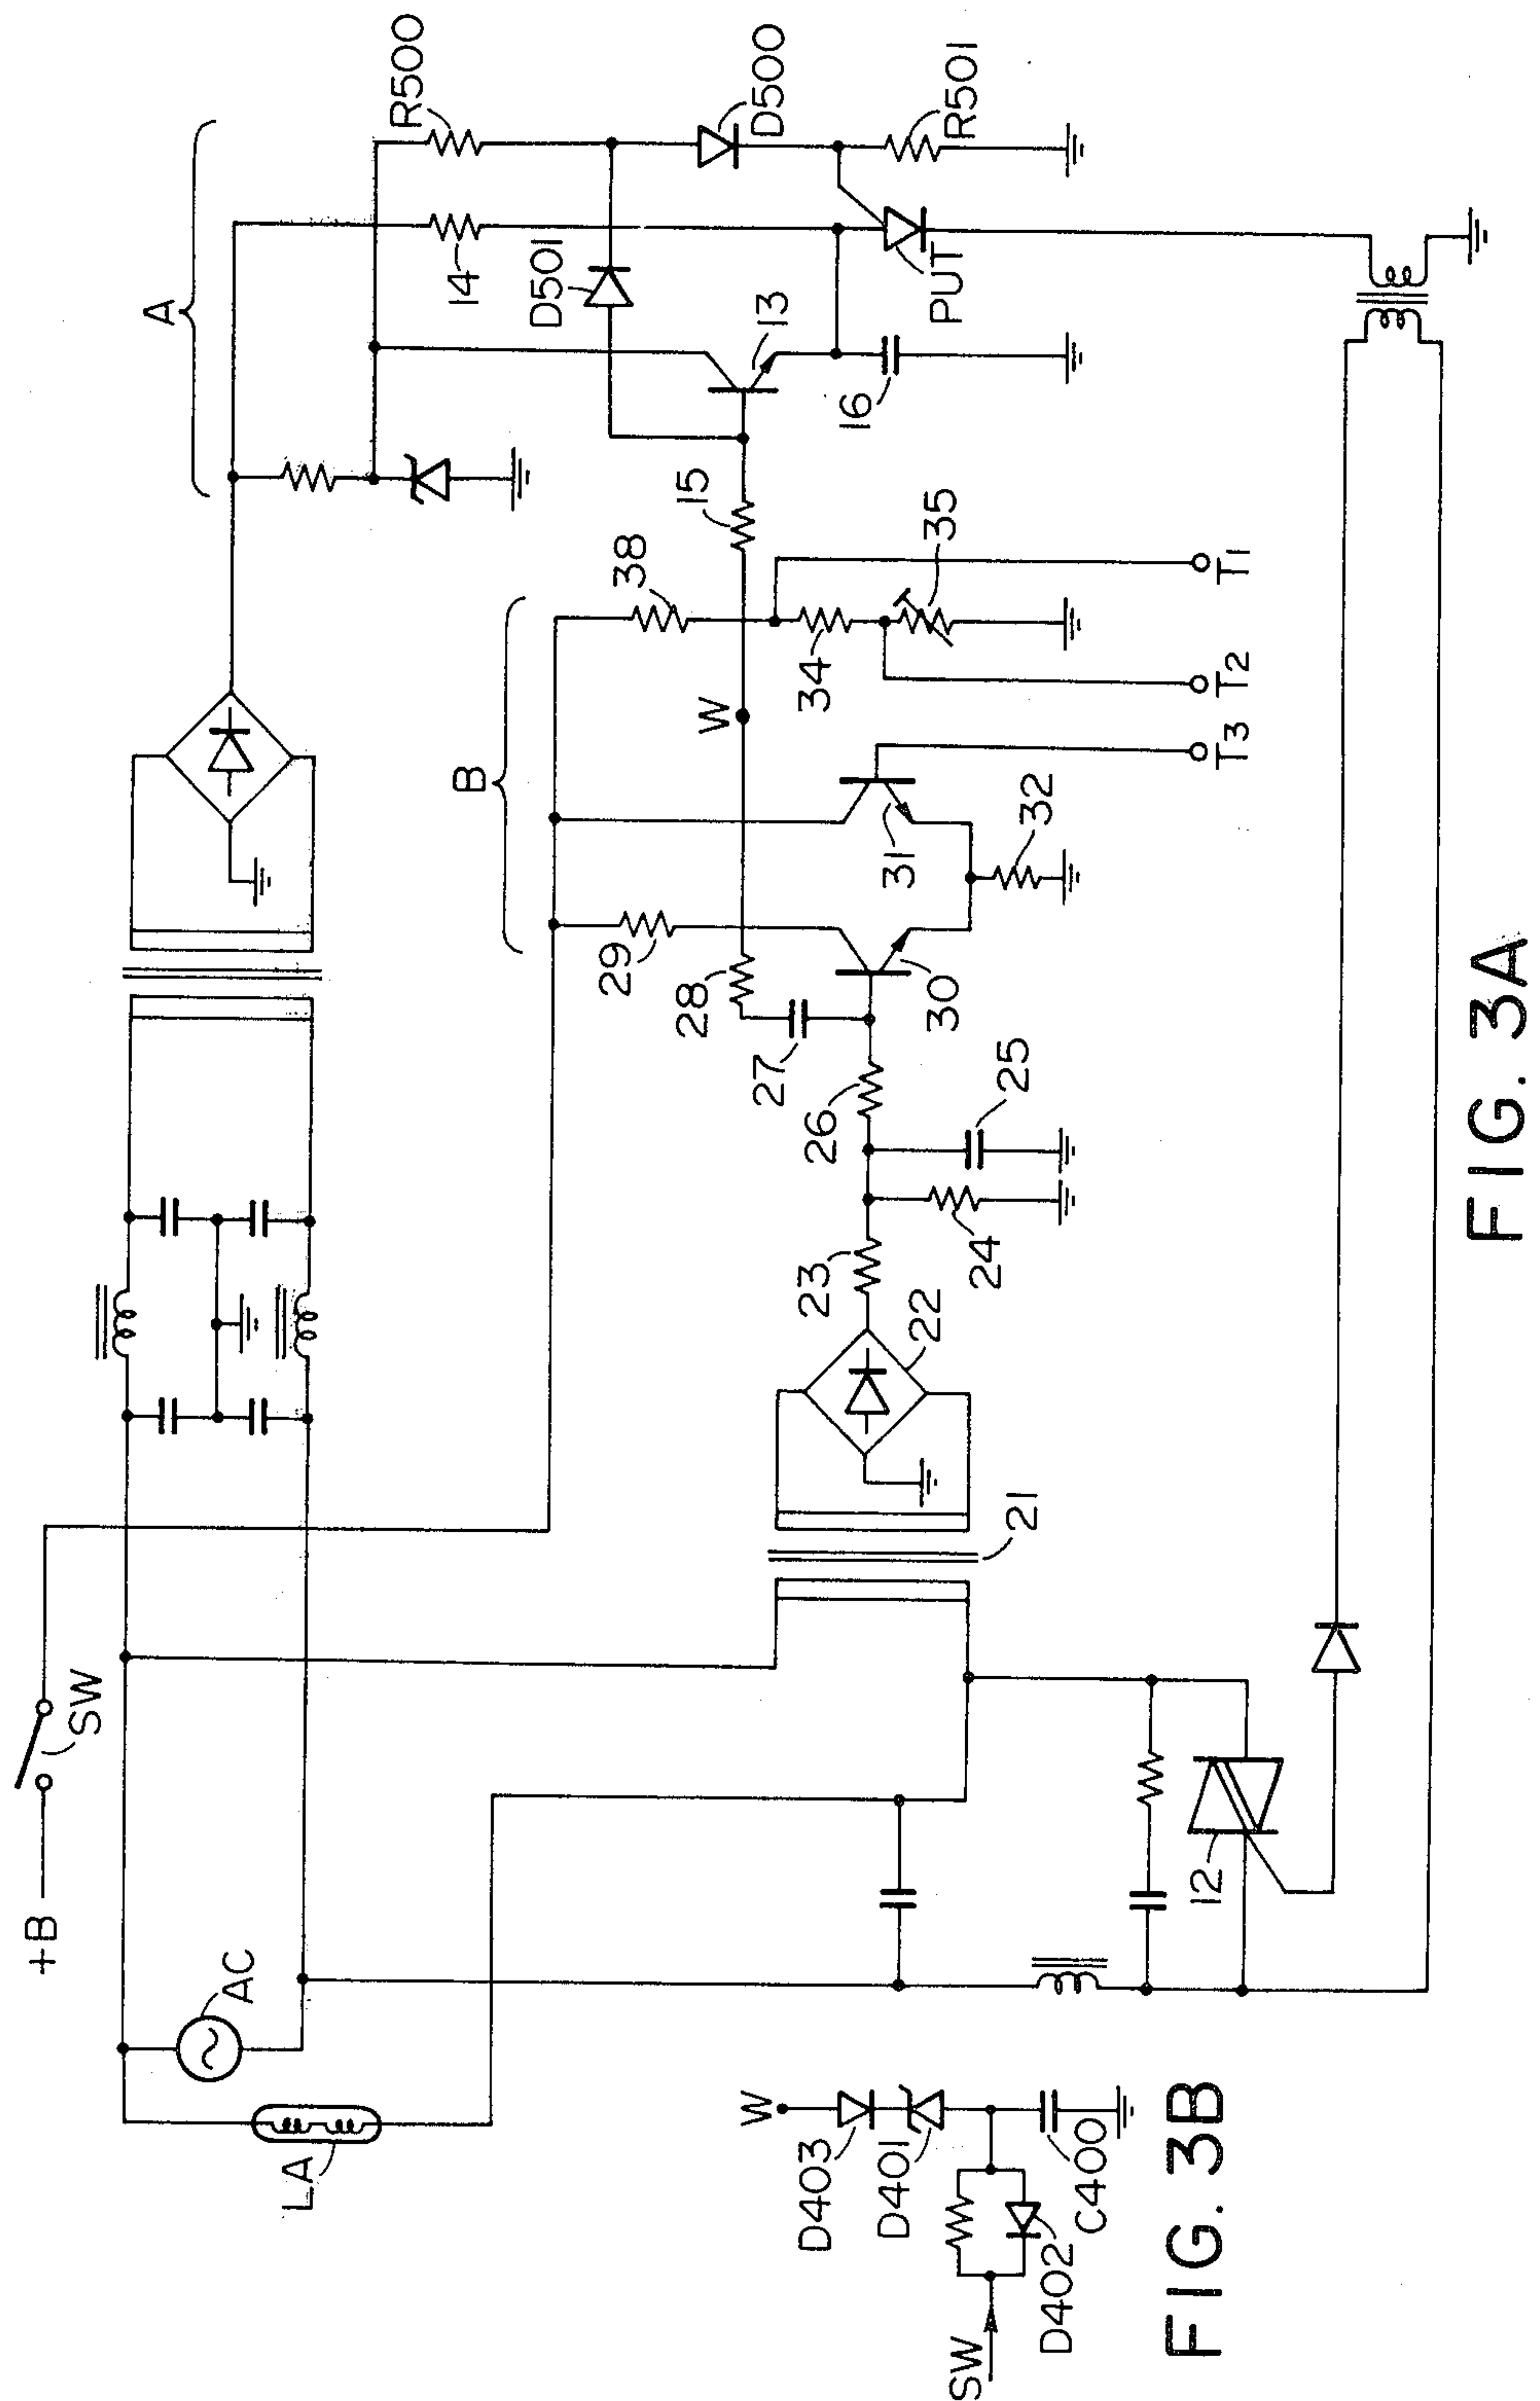 A
R500
D500
R501
14
D501
PUT
13
16
15
38
35
34
T1
T2
T3
W
B
31
32
29
28
30
27
26
25
23
24
22
21
SW
+B
AC
LA
12
FIG. 3A
W
D403
D401
C400
D402
SW
FIG. 3B